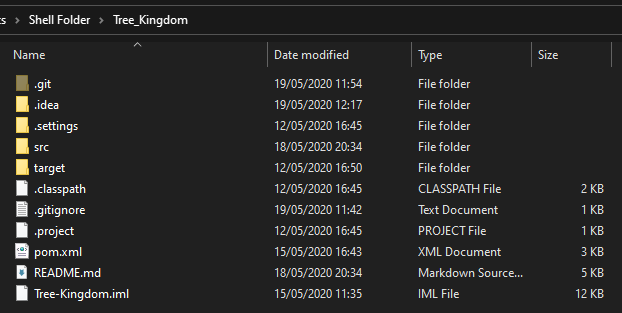 ts > Shell Folder > Tree_Kingdom
Name Date modified Type Size
.git 19/05/2020 11:54 File folder
.idea 19/05/2020 12:17 File folder
.settings 12/05/2020 16:45 File folder
src 18/05/2020 20:34 File folder
target 12/05/2020 16:50 File folder
.classpath 12/05/2020 16:45 CLASSPATH File 2 KB
.gitignore 19/05/2020 11:42 Text Document 1 KB
.project 12/05/2020 16:45 PROJECT File 1 KB
pom.xml 15/05/2020 16:43 XML Document 3 KB
README.md 18/05/2020 20:34 Markdown Source... 5 KB
Tree-Kingdom.iml 15/05/2020 11:35 IML File 12 KB